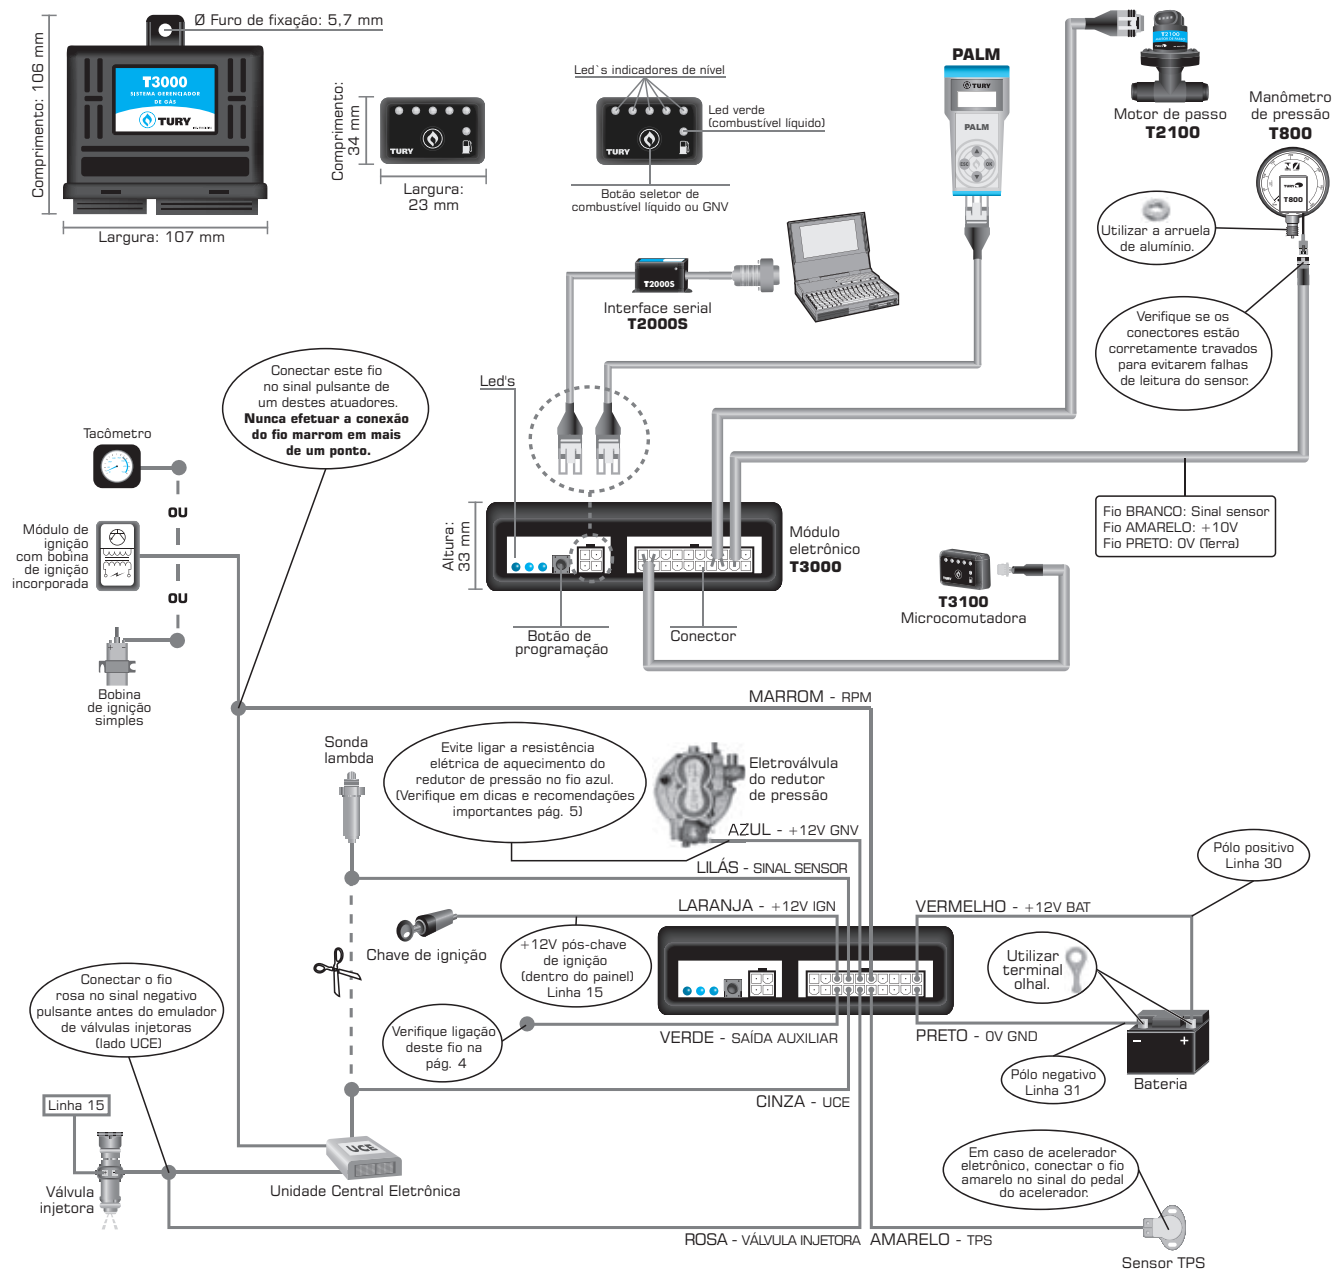 Ø Furo de fixação: 5,7 mm
Comprimento: 106 mm
T3000
SISTEMA GERENCIADOR
DE GÁS
TURY
Largura: 107 mm
Comprimento:
34 mm
TURY
Largura:
23 mm
Led`s indicadores de nível
Led verde
(combustível líquido)
TURY
Botão seletor de
combustível líquido ou GNV
PALM
TURY
PALM
ESC
OK
T2100
MOTOR DE PASSO
Motor de passo
T2100
Manômetro
de pressão
T800
TURY
T800
Utilizar a arruela
de alumínio.
Verifique se os
conectores estão
corretamente travados
para evitarem falhas
de leitura do sensor.
T2000S
Interface serial
T2000S
Conectar este fio
no sinal pulsante de
um destes atuadores.
Nunca efetuar a conexão
do fio marrom em mais
de um ponto.
Led's
Tacômetro
OU
Módulo de
ignição
com bobina
de ignição
incorporada
OU
Bobina
de ignição
simples
Altura:
33 mm
Módulo
eletrônico
T3000
Botão de
programação
Conector
Fio BRANCO: Sinal sensor
Fio AMARELO: +10V
Fio PRETO: 0V (Terra)
T3100
Microcomutadora
MARROM - RPM
Sonda
lambda
Evite ligar a resistência
elétrica de aquecimento do
redutor de pressão no fio azul.
(Verifique em dicas e recomendações
importantes pág. 5)
Eletroválvula
do redutor
de pressão
AZUL - +12V GNV
LILÁS - SINAL SENSOR
LARANJA - +12V IGN
VERMELHO - +12V BAT
Pólo positivo
Linha 30
Chave de ignição
+12V pós-chave
de ignição
(dentro do painel)
Linha 15
Utilizar
terminal
olhal.
Conectar o fio
rosa no sinal negativo
pulsante antes do emulador
de válvulas injetoras
(lado UCE)
Verifique ligação
deste fio na
pág. 4
VERDE - SAÍDA AUXILIAR
PRETO - 0V GND
- +
Bateria
Pólo negativo
Linha 31
CINZA - UCE
Linha 15
UCE
Unidade Central Eletrônica
Válvula
injetora
Em caso de acelerador
eletrônico, conectar o fio
amarelo no sinal do pedal
do acelerador.
ROSA - VÁLVULA INJETORA
AMARELO - TPS
Sensor TPS